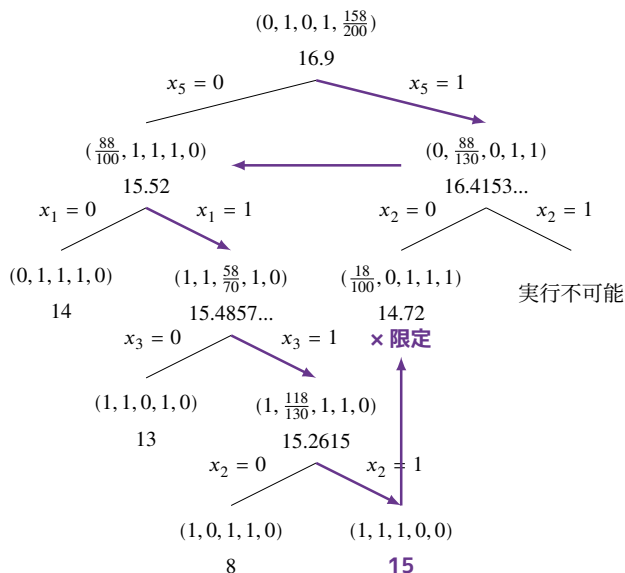 (0, 1, 0, 1, 158/200)
16.9
x5 = 0 x5 = 1
(88/100, 1, 1, 1, 0) (0, 88/130, 0, 1, 1)
15.52 16.4153...
x1 = 0 x1 = 1 x2 = 0 x2 = 1
(0, 1, 1, 1, 0) (1, 1, 58/70, 1, 0) (18/100, 0, 1, 1, 1) 実行不可能
14 15.4857... 14.72
x3 = 0 x3 = 1 × 限定
(1, 1, 0, 1, 0) (1, 118/130, 1, 1, 0)
13 15.2615
x2 = 0 x2 = 1
(1, 0, 1, 1, 0) (1, 1, 1, 0, 0)
8 15